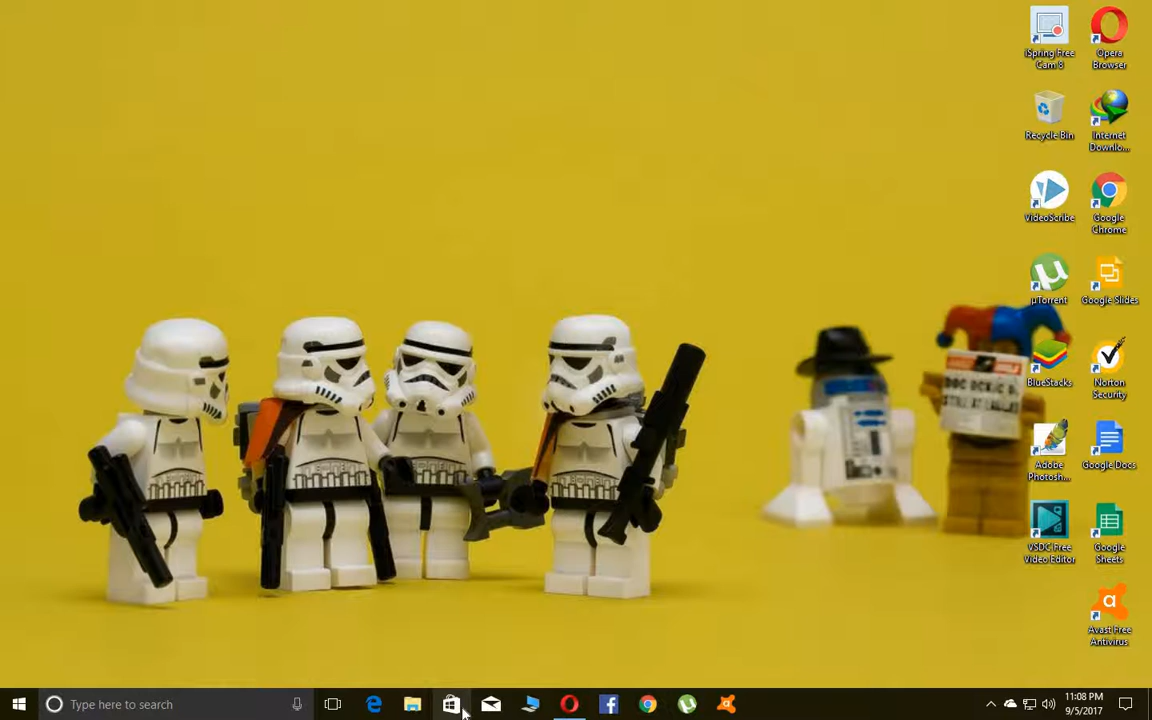 iSpring Free
Cam 8
Opera
Browser
Recycle Bin
Internet
Downlo...
VideoScribe
Google
Chrome
µTorrent
Google Slides
BlueStacks
Norton
Security
Adobe
Photosh...
Google Docs
VSDC Free
Video Editor
Google
Sheets
Avast Free
Antivirus
Type here to search
11:08 PM
9/5/2017